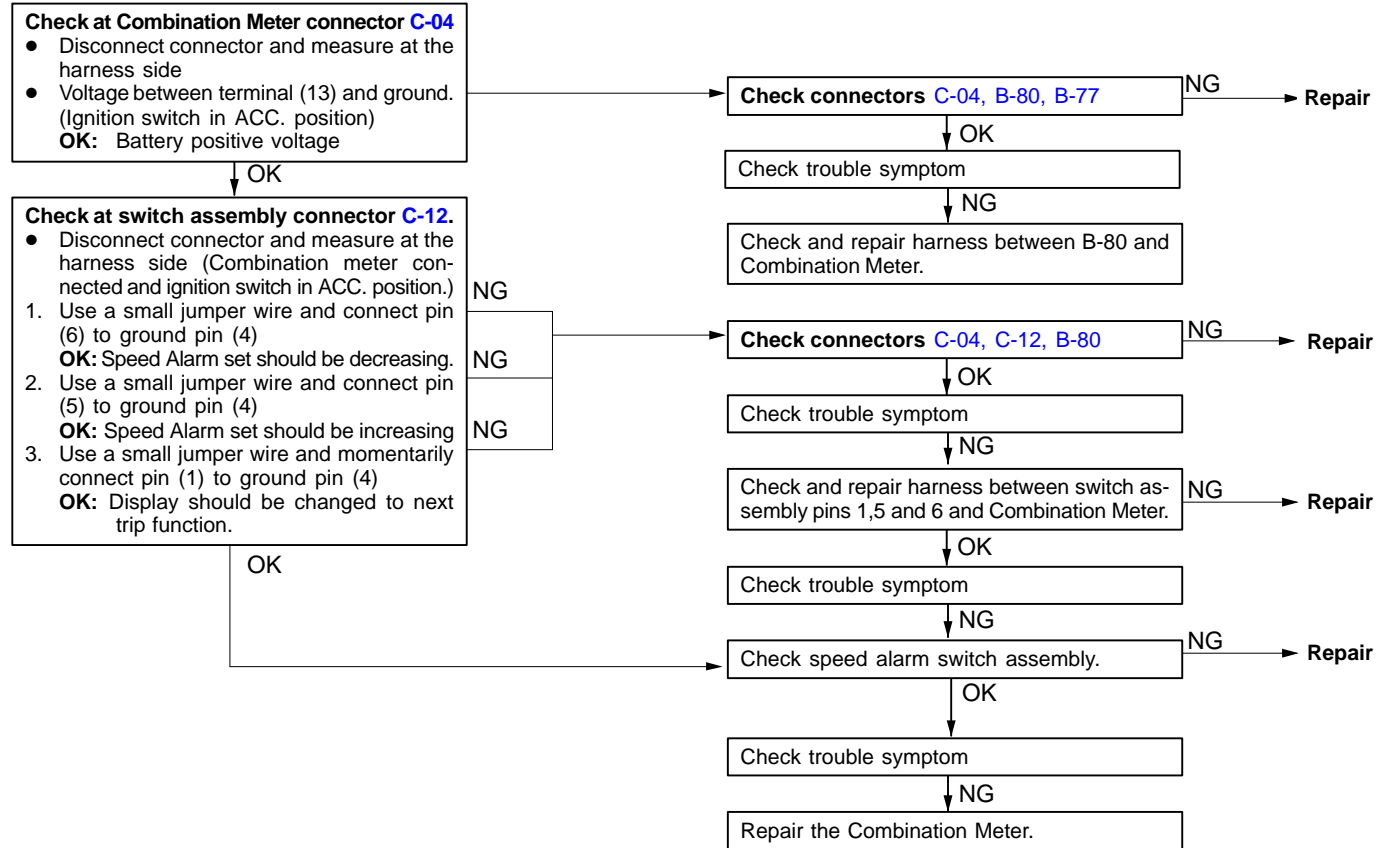 Check at Combination Meter connector C-04
● Disconnect connector and measure at the
harness side
● Voltage between terminal (13) and ground.
(Ignition switch in ACC. position)
OK: Battery positive voltage
OK
Check at switch assembly connector C-12.
● Disconnect connector and measure at the
harness side (Combination meter con-
nected and ignition switch in ACC. position.)
1. Use a small jumper wire and connect pin
(6) to ground pin (4)
OK: Speed Alarm set should be decreasing.
2. Use a small jumper wire and connect pin
(5) to ground pin (4)
OK: Speed Alarm set should be increasing
3. Use a small jumper wire and momentarily
connect pin (1) to ground pin (4)
OK: Display should be changed to next
trip function.
NG
NG
NG
OK
Check connectors C-04, B-80, B-77
NG
Repair
OK
Check trouble symptom
NG
Check and repair harness between B-80 and
Combination Meter.
Check connectors C-04, C-12, B-80
NG
Repair
OK
Check trouble symptom
NG
Check and repair harness between switch as-
sembly pins 1,5 and 6 and Combination Meter.
NG
Repair
OK
Check trouble symptom
NG
Check speed alarm switch assembly.
NG
Repair
OK
Check trouble symptom
NG
Repair the Combination Meter.